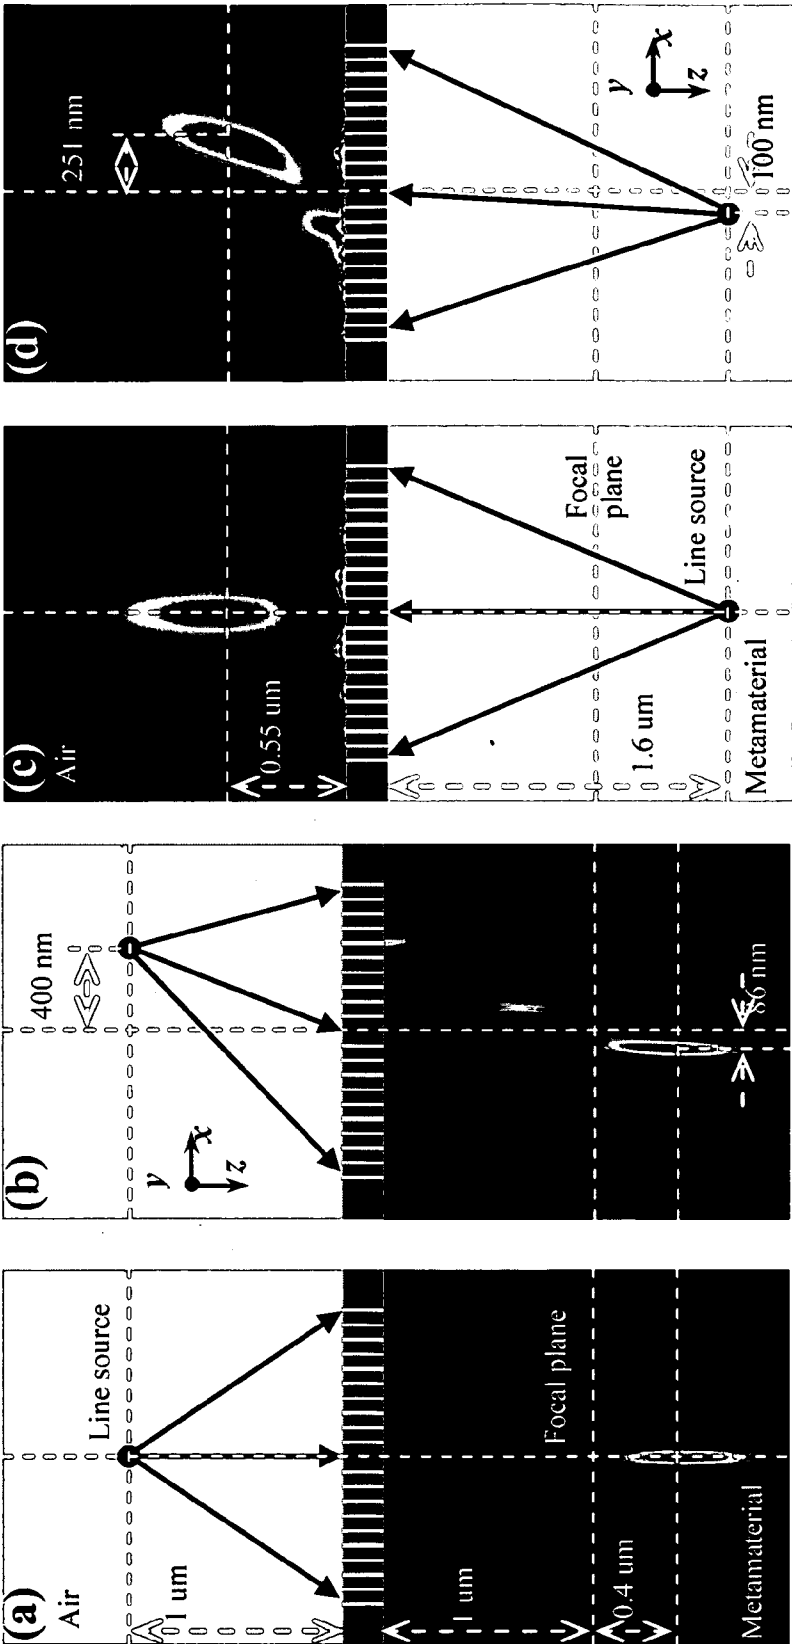 (a)
Air
Line source
1 um
1 um
Focal plane
0.4 um
Metamaterial
(b)
400 nm
y
x
z
86 nm
(c)
Air
0.55 um
Focal
plane
Line source
1.6 um
Metamaterial
(d)
251 nm
y
x
z
100 nm